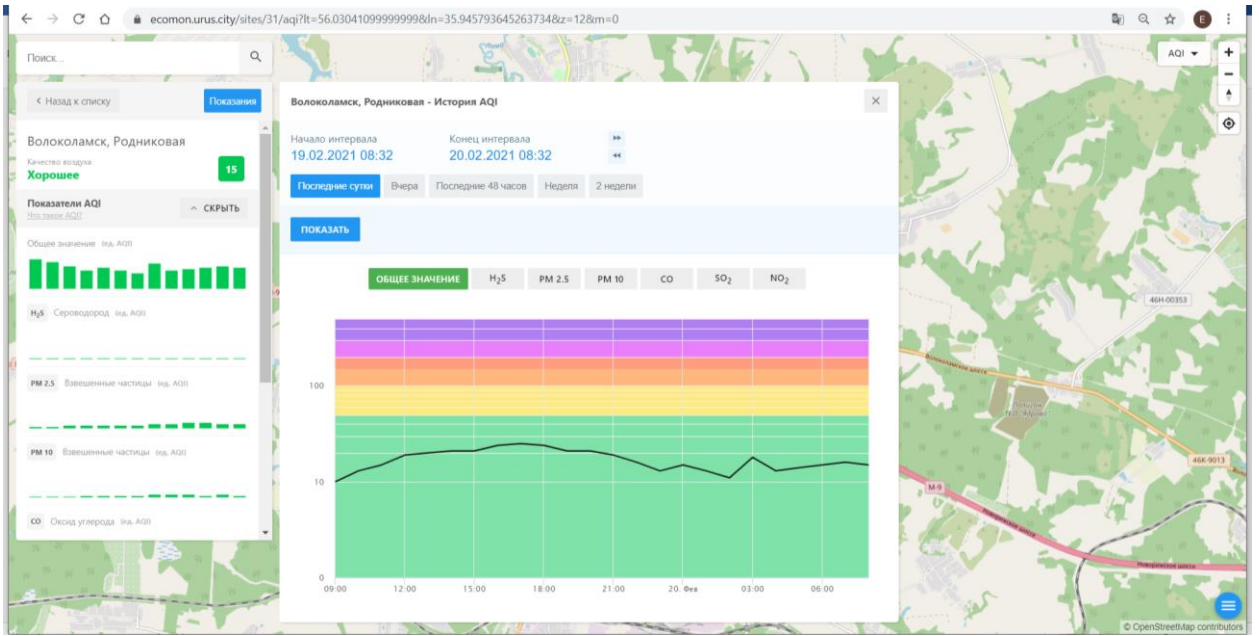 ecomon.urus.city/sites/31/aqi?lt=56.03041099999999&ln=35.945793645263734&z=12&m=0
E
Поиск...
AQI
< Назад к списку
Показания
Волоколамск, Родниковая
Качество воздуха
Хорошее
15
Показатели AQI
Что такое AQI?
СКРЫТЬ
Общее значение (ед. AQI)
H2S Сероводород (ед. AQI)
PM 2.5 Взвешенные частицы (ед. AQI)
PM 10 Взвешенные частицы (ед. AQI)
CO Оксид углерода (ед. AQI)
Волоколамск, Родниковая - История AQI
Начало интервала
Конец интервала
19.02.2021 08:32
20.02.2021 08:32
Последние сутки
Вчера
Последние 48 часов
Неделя
2 недели
ПОКАЗАТЬ
ОБЩЕЕ ЗНАЧЕНИЕ
H2S
PM 2.5
PM 10
CO
SO2
NO2
100
10
0
09:00
12:00
15:00
18:00
21:00
20. Фев
03:00
06:00
46Н-00353
Волоколамское шоссе
46К-9013
М-9
Новорижское шоссе
Новорижское шоссе
© OpenStreetMap contributors